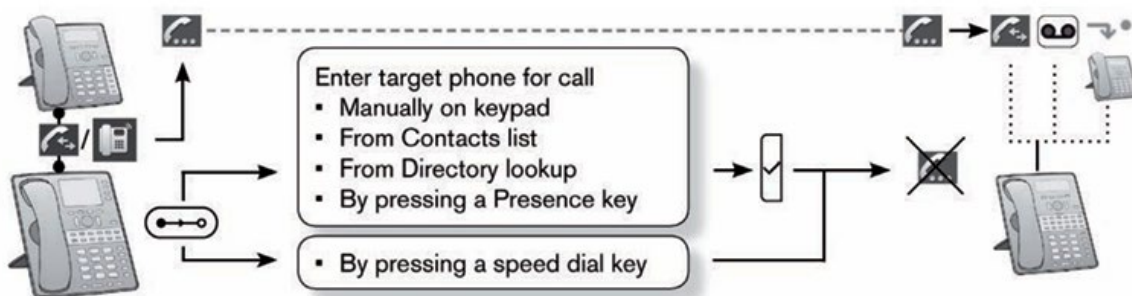 Enter target phone for call
▪ Manually on keypad
▪ From Contacts list
▪ From Directory lookup
▪ By pressing a Presence key
▪ By pressing a speed dial key